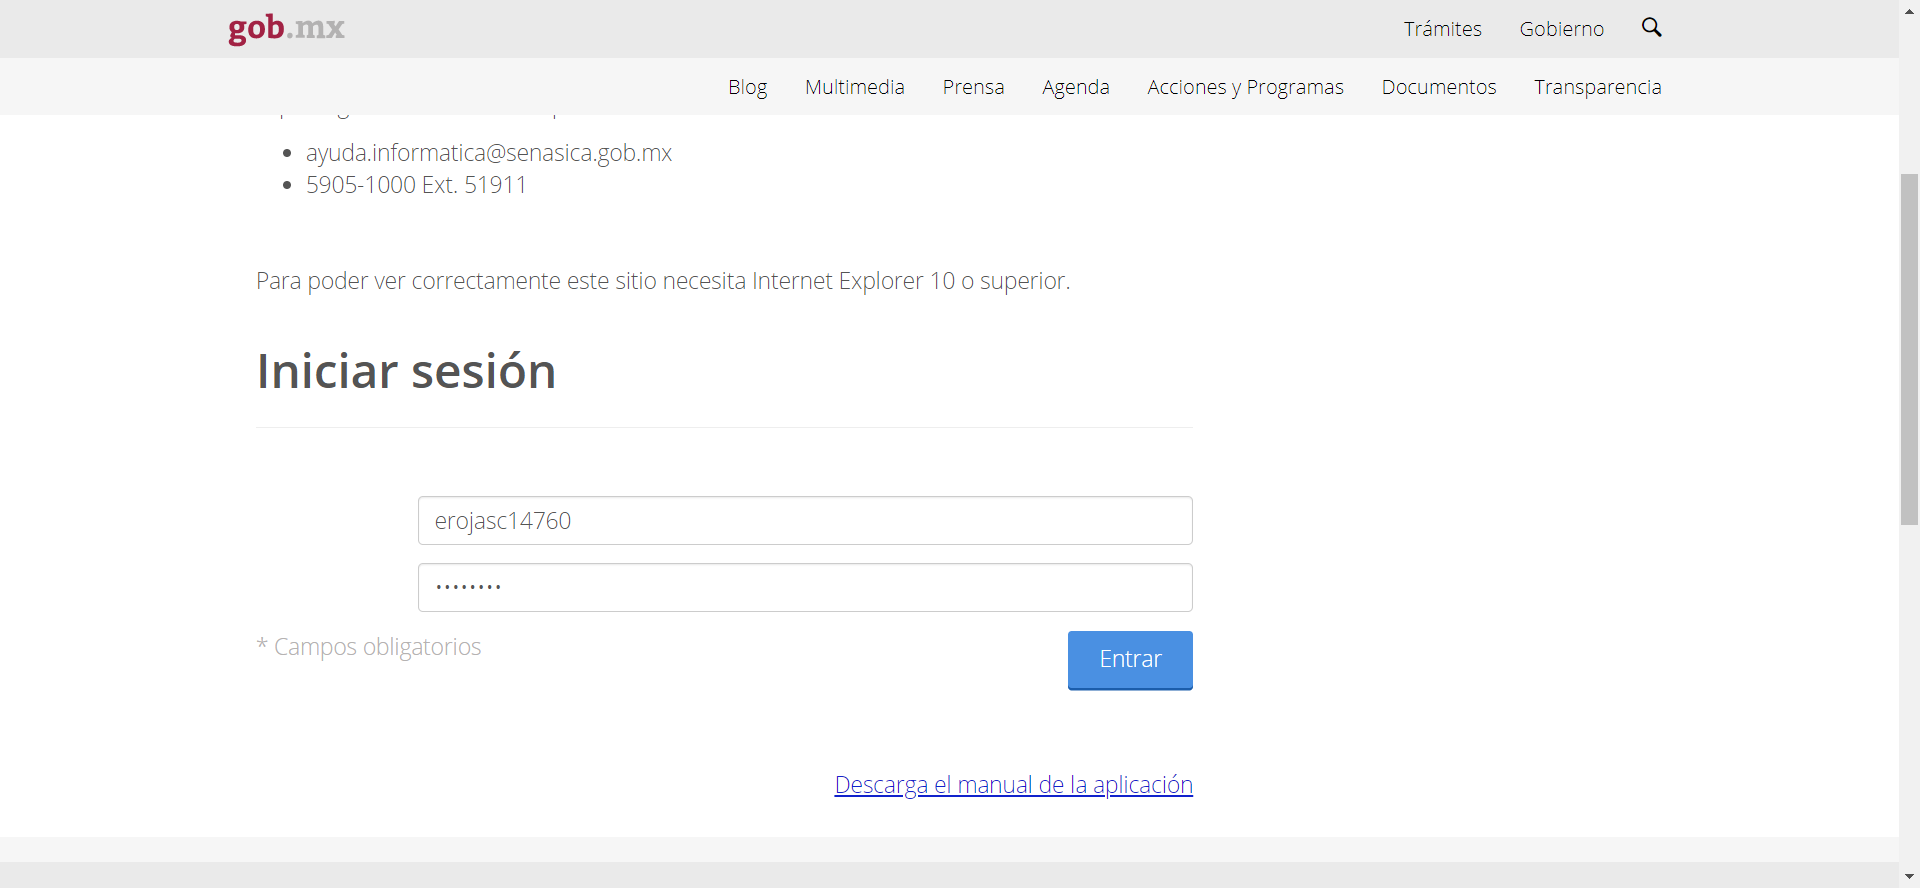 gob.mx
Trámites Gobierno
Blog Multimedia Prensa Agenda Acciones y Programas Documentos Transparencia
ayuda.informatica@senasica.gob.mx
5905-1000 Ext. 51911
Para poder ver correctamente este sitio necesita Internet Explorer 10 o superior.
Iniciar sesión
erojasc14760
••••••••
* Campos obligatorios
Entrar
Descarga el manual de la aplicación